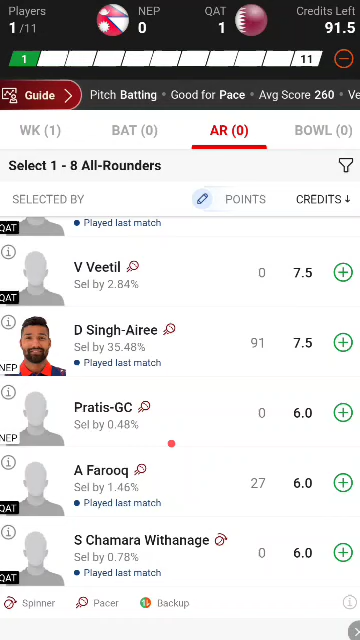 Players
NEP
QAT
Credits Left
1/11
0
1
91.5
1
11
Guide
Pitch Batting • Good for Pace • Avg Score 260 • Ve
WK (1)
BAT (0)
AR (0)
BOWL (0)
Select 1 - 8 All-Rounders
SELECTED BY
POINTS
CREDITS ↓
QAT
Played last match
V Veetil
0
7.5
Sel by 2.84%
QAT
D Singh-Airee
91
7.5
Sel by 35.48%
Played last match
NEP
Pratis-GC
0
6.0
Sel by 0.48%
NEP
A Farooq
27
6.0
Sel by 1.46%
Played last match
QAT
S Chamara Withanage
0
6.0
Sel by 0.78%
Played last match
QAT
Spinner
Pacer
Backup